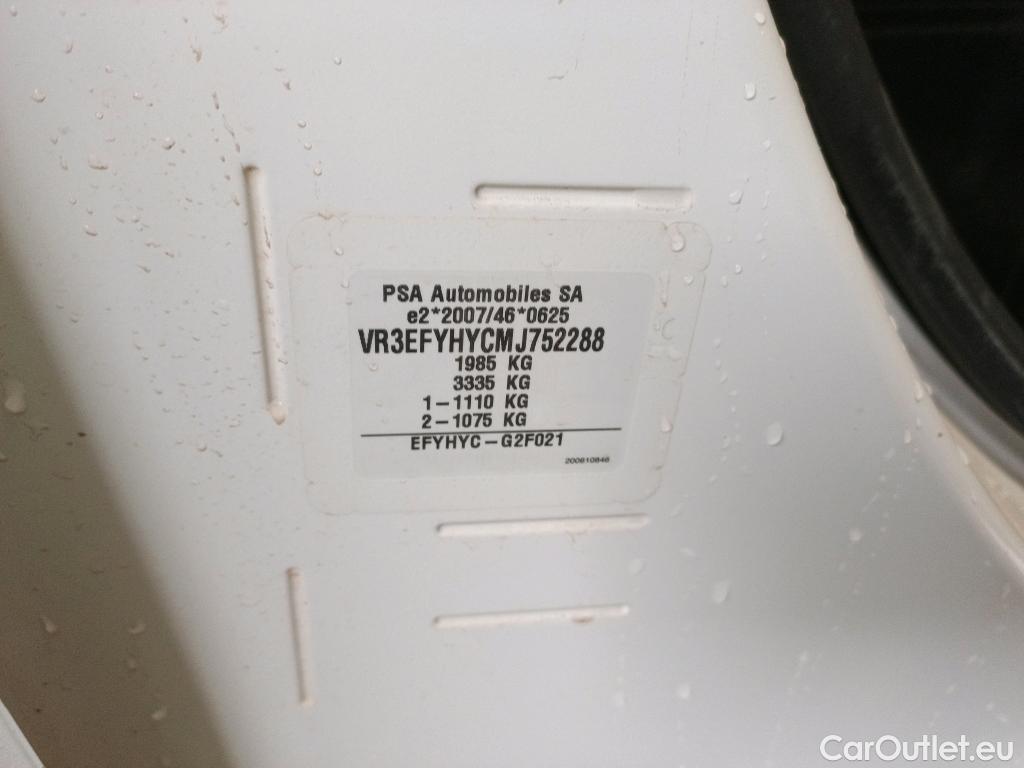 PSA Automobiles SA
e2*2007/46*0625
VR3EFYHYCMJ752288
1985 KG
3335 KG
1-1110 KG
2-1075 KG
EFYHYC-G2F021
200810846
CarOutlet.eu